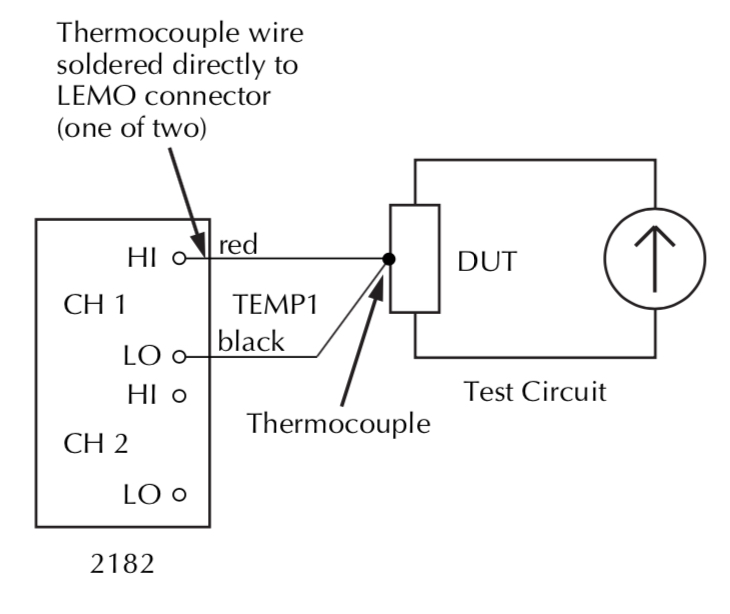 Thermocouple wire
soldered directly to
LEMO connector
(one of two)
HI
red
CH 1
TEMP1
DUT
LO
black
HI
Test Circuit
Thermocouple
CH 2
LO
2182